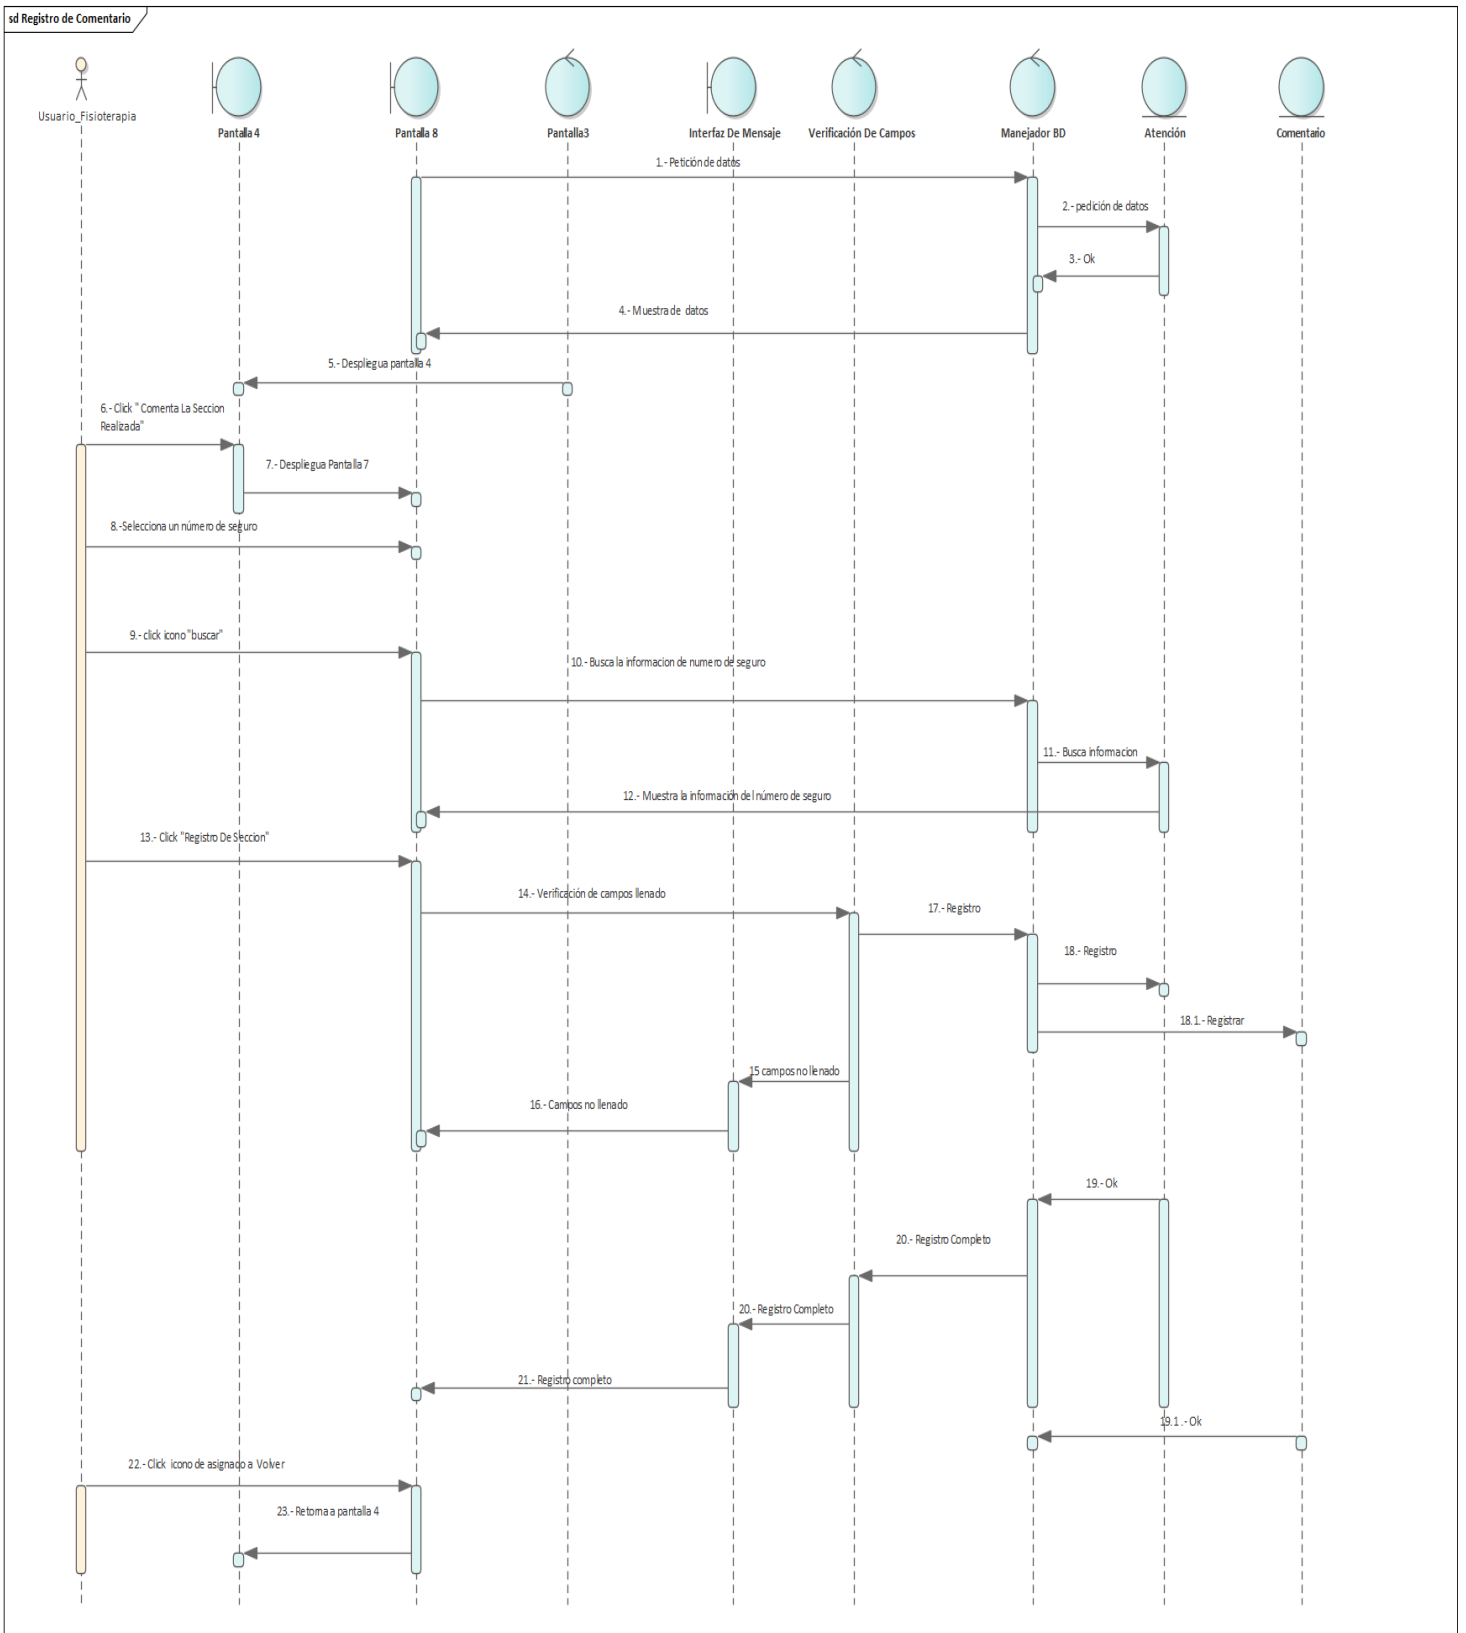 sd Registro de Comentario
Usuario_Fisioterapia
Pantalla 4
Pantalla 8
Pantalla3
Interfaz De Mensaje
Verificación De Campos
Manejador BD
Atención
Comentario
1.- Petición de datos
2.- pedición de datos
3.- Ok
4.- Muestra de datos
5.- Despliegua pantalla 4
6.- Click " Comenta La Seccion
Realizada"
7.- Despliegua Pantalla 7
8.-Selecciona un número de seguro
9.- click icono "buscar"
10.- Busca la informacion de numero de seguro
11.- Busca informacion
12.- Muestra la información del número de seguro
13.- Click "Registro De Seccion"
14.- Verificación de campos llenado
17.- Registro
18.- Registro
18.1.- Registrar
15 campos no llenado
16.- Campos no llenado
19.- Ok
20.- Registro Completo
20.- Registro Completo
21.- Registro completo
19.1 .- Ok
22.- Click icono de asignado a Volver
23.- Retorna a pantalla 4